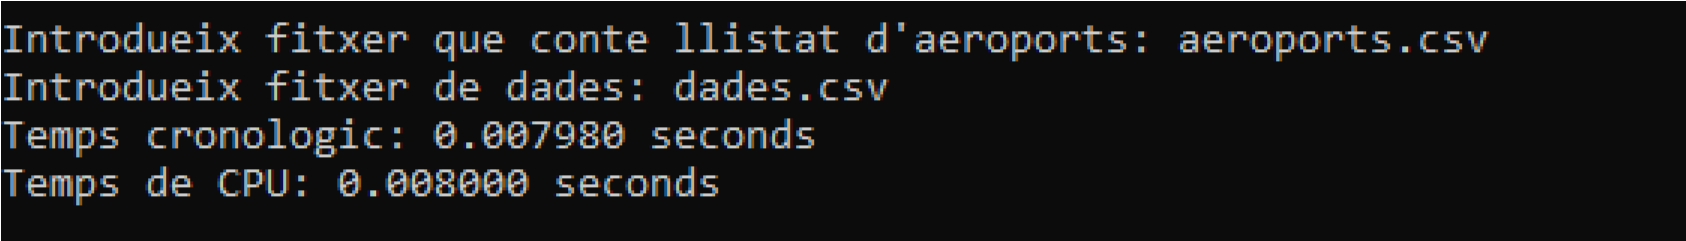 Introdueix fitxer que conte llistat d'aeroports: aeroports.csv
Introdueix fitxer de dades: dades.csv
Temps cronologic: 0.007980 seconds
Temps de CPU: 0.008000 seconds